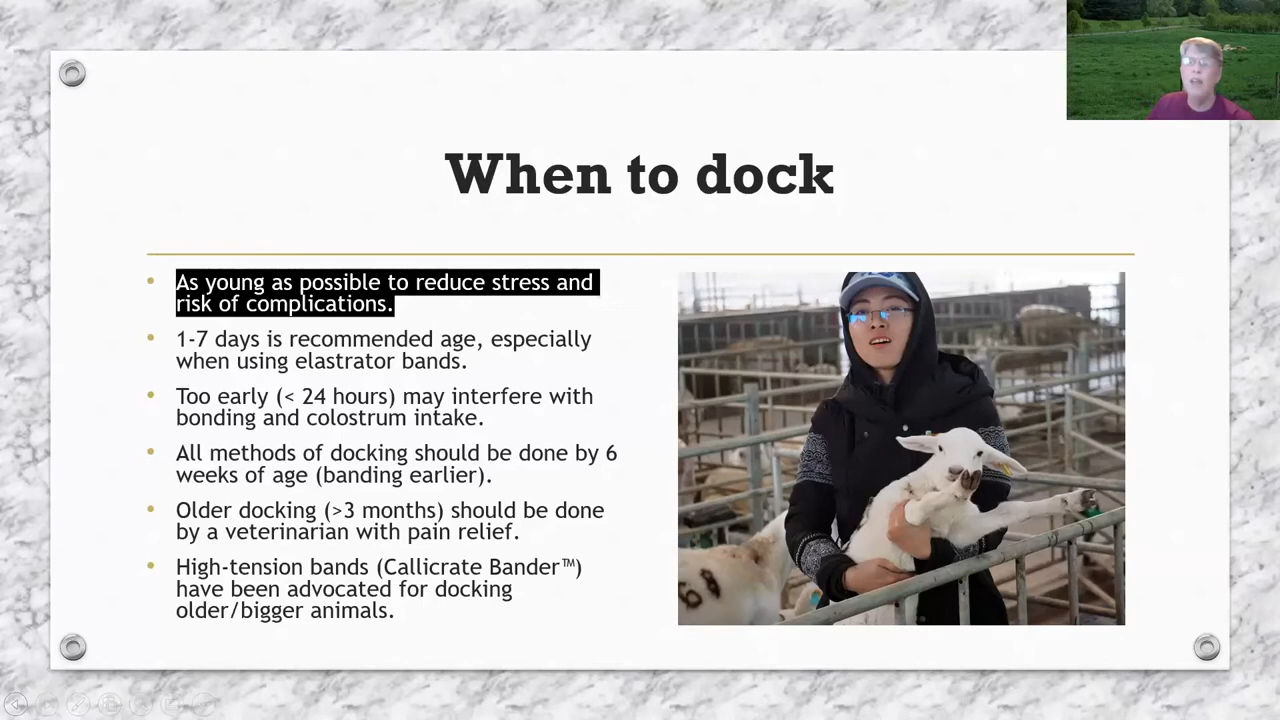 When to dock
As young as possible to reduce stress and
risk of complications.
1-7 days is recommended age, especially
when using elastrator bands.
Too early (< 24 hours) may interfere with
bonding and colostrum intake.
All methods of docking should be done by 6
weeks of age (banding earlier).
Older docking (>3 months) should be done
by a veterinarian with pain relief.
High-tension bands (Callicrate Bander™)
have been advocated for docking
older/bigger animals.